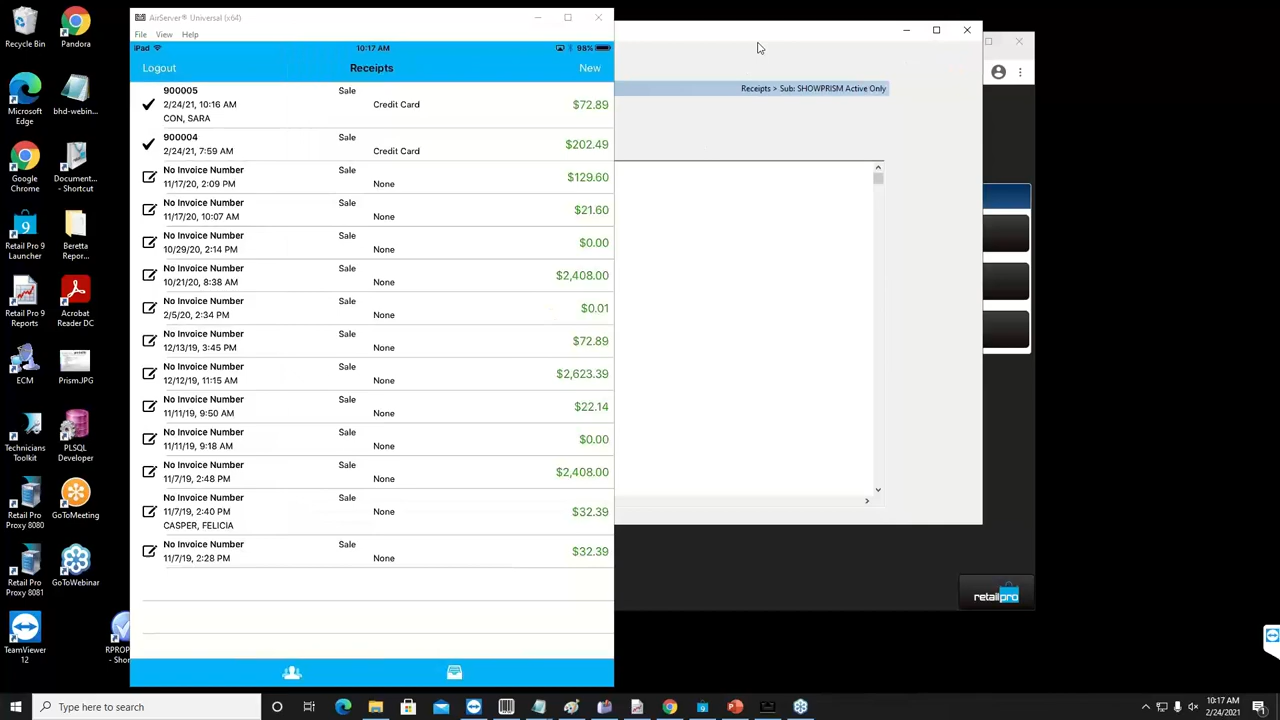 Recycle Bin
Pandora
Microsoft
Edge
bhd-webin...
Google
Chrome
Document...
- Shortcut
Retail Pro 9
Launcher
Beretta
Repor...
Retail Pro 9
Reports
Acrobat
Reader DC
ECM
Prism.JPG
Technicians
Toolkit
PLSQL
Developer
Retail Pro
Proxy 8080
GoToMeeting
Retail Pro
Proxy 8081
GoToWebinar
TeamViewer
12
RPROP
- Shor
AirServer® Universal (x64)
File View Help
iPad 10:17 AM 98%
Logout Receipts New
900005 Sale
2/24/21, 10:16 AM Credit Card $72.89
CON, SARA
900004 Sale
2/24/21, 7:59 AM Credit Card $202.49
No Invoice Number Sale
11/17/20, 2:09 PM None $129.60
No Invoice Number Sale
11/17/20, 10:07 AM None $21.60
No Invoice Number Sale
10/29/20, 2:14 PM None $0.00
No Invoice Number Sale
10/21/20, 8:38 AM None $2,408.00
No Invoice Number Sale
2/5/20, 2:34 PM None $0.01
No Invoice Number Sale
12/13/19, 3:45 PM None $72.89
No Invoice Number Sale
12/12/19, 11:15 AM None $2,623.39
No Invoice Number Sale
11/11/19, 9:50 AM None $22.14
No Invoice Number Sale
11/11/19, 9:18 AM None $0.00
No Invoice Number Sale
11/7/19, 2:48 PM None $2,408.00
No Invoice Number Sale
11/7/19, 2:40 PM None $32.39
CASPER, FELICIA
No Invoice Number Sale
11/7/19, 2:28 PM None $32.39
Receipts > Sub: SHOWPRISM Active Only
retailpro
Type here to search
10:17 AM
2/24/2021